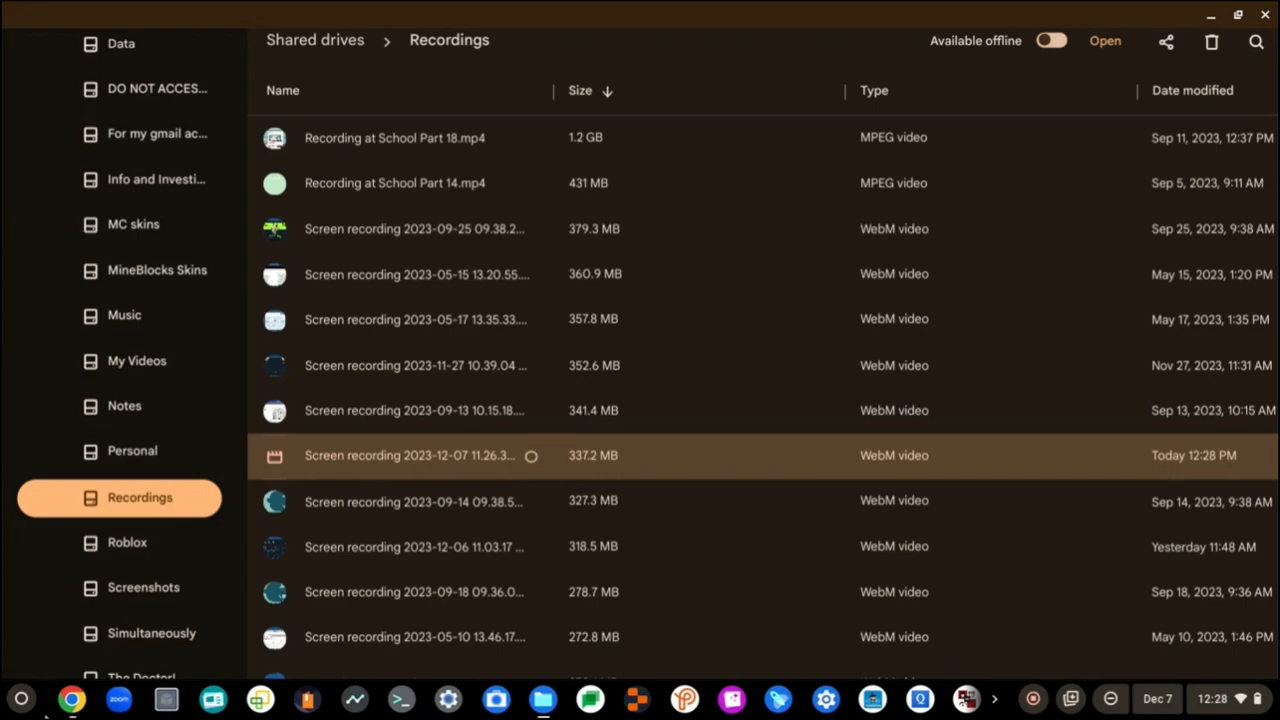 Data
DO NOT ACCES...
For my gmail ac...
Info and Investi...
MC skins
MineBlocks Skins
Music
My Videos
Notes
Personal
Recordings
Roblox
Screenshots
Simultaneously
The Doctor!
Shared drives > Recordings
Available offline
Open
Name Size Type Date modified
Recording at School Part 18.mp4 1.2 GB MPEG video Sep 11, 2023, 12:37 PM
Recording at School Part 14.mp4 431 MB MPEG video Sep 5, 2023, 9:11 AM
Screen recording 2023-09-25 09.38.2... 379.3 MB WebM video Sep 25, 2023, 9:38 AM
Screen recording 2023-05-15 13.20.55.... 360.9 MB WebM video May 15, 2023, 1:20 PM
Screen recording 2023-05-17 13.35.33.... 357.8 MB WebM video May 17, 2023, 1:35 PM
Screen recording 2023-11-27 10.39.04 ... 352.6 MB WebM video Nov 27, 2023, 11:31 AM
Screen recording 2023-09-13 10.15.18.... 341.4 MB WebM video Sep 13, 2023, 10:15 AM
Screen recording 2023-12-07 11.26.3... 337.2 MB WebM video Today 12:28 PM
Screen recording 2023-09-14 09.38.5... 327.3 MB WebM video Sep 14, 2023, 9:38 AM
Screen recording 2023-12-06 11.03.17 ... 318.5 MB WebM video Yesterday 11:48 AM
Screen recording 2023-09-18 09.36.0... 278.7 MB WebM video Sep 18, 2023, 9:36 AM
Screen recording 2023-05-10 13.46.17.... 272.8 MB WebM video May 10, 2023, 1:46 PM
zoom
Dec 7 12:28